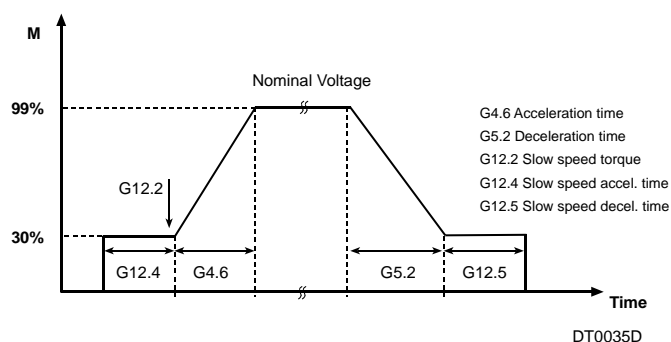 M
Nominal Voltage
99%
G4.6 Acceleration time
G5.2 Deceleration time
G12.2 Slow speed torque
G12.4 Slow speed accel. time
G12.5 Slow speed decel. time
G12.2
30%
G12.4 G4.6 G5.2 G12.5
Time
DT0035D